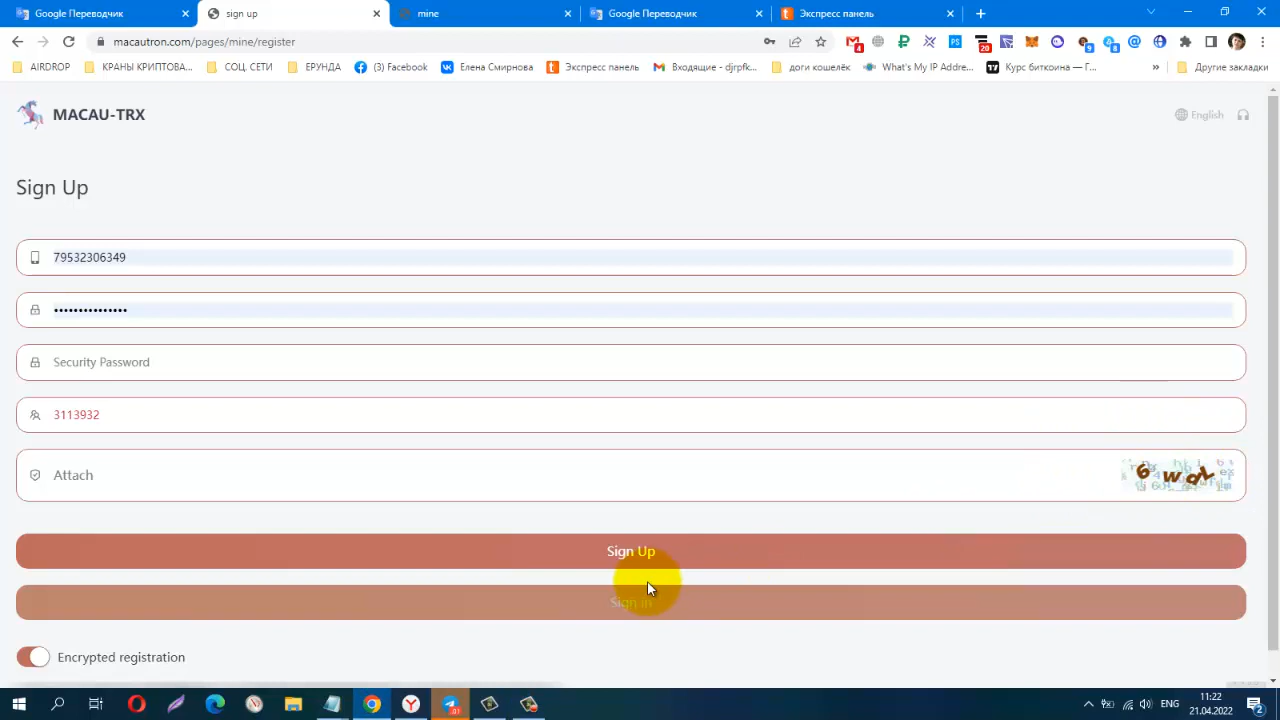 Google Переводчик
sign up
mine
Google Переводчик
Экспресс панель
macautron.com/pages/mine/register
AIRDROP
КРАНЫ КРИПТОВА...
СОЦ. СЕТИ
ЕРУНДА
(3) Facebook
Елена Смирнова
Экспресс панель
Входящие - djrpfk...
доги кошелёк
What's My IP Addre...
Курс биткоина — Г...
»
Другие закладки
MACAU-TRX
English
Sign Up
79532306349
•••••••••••••••
Security Password
3113932
Attach
6 w d L
Sign Up
Sign in
Encrypted registration
ENG
11:22
21.04.2022